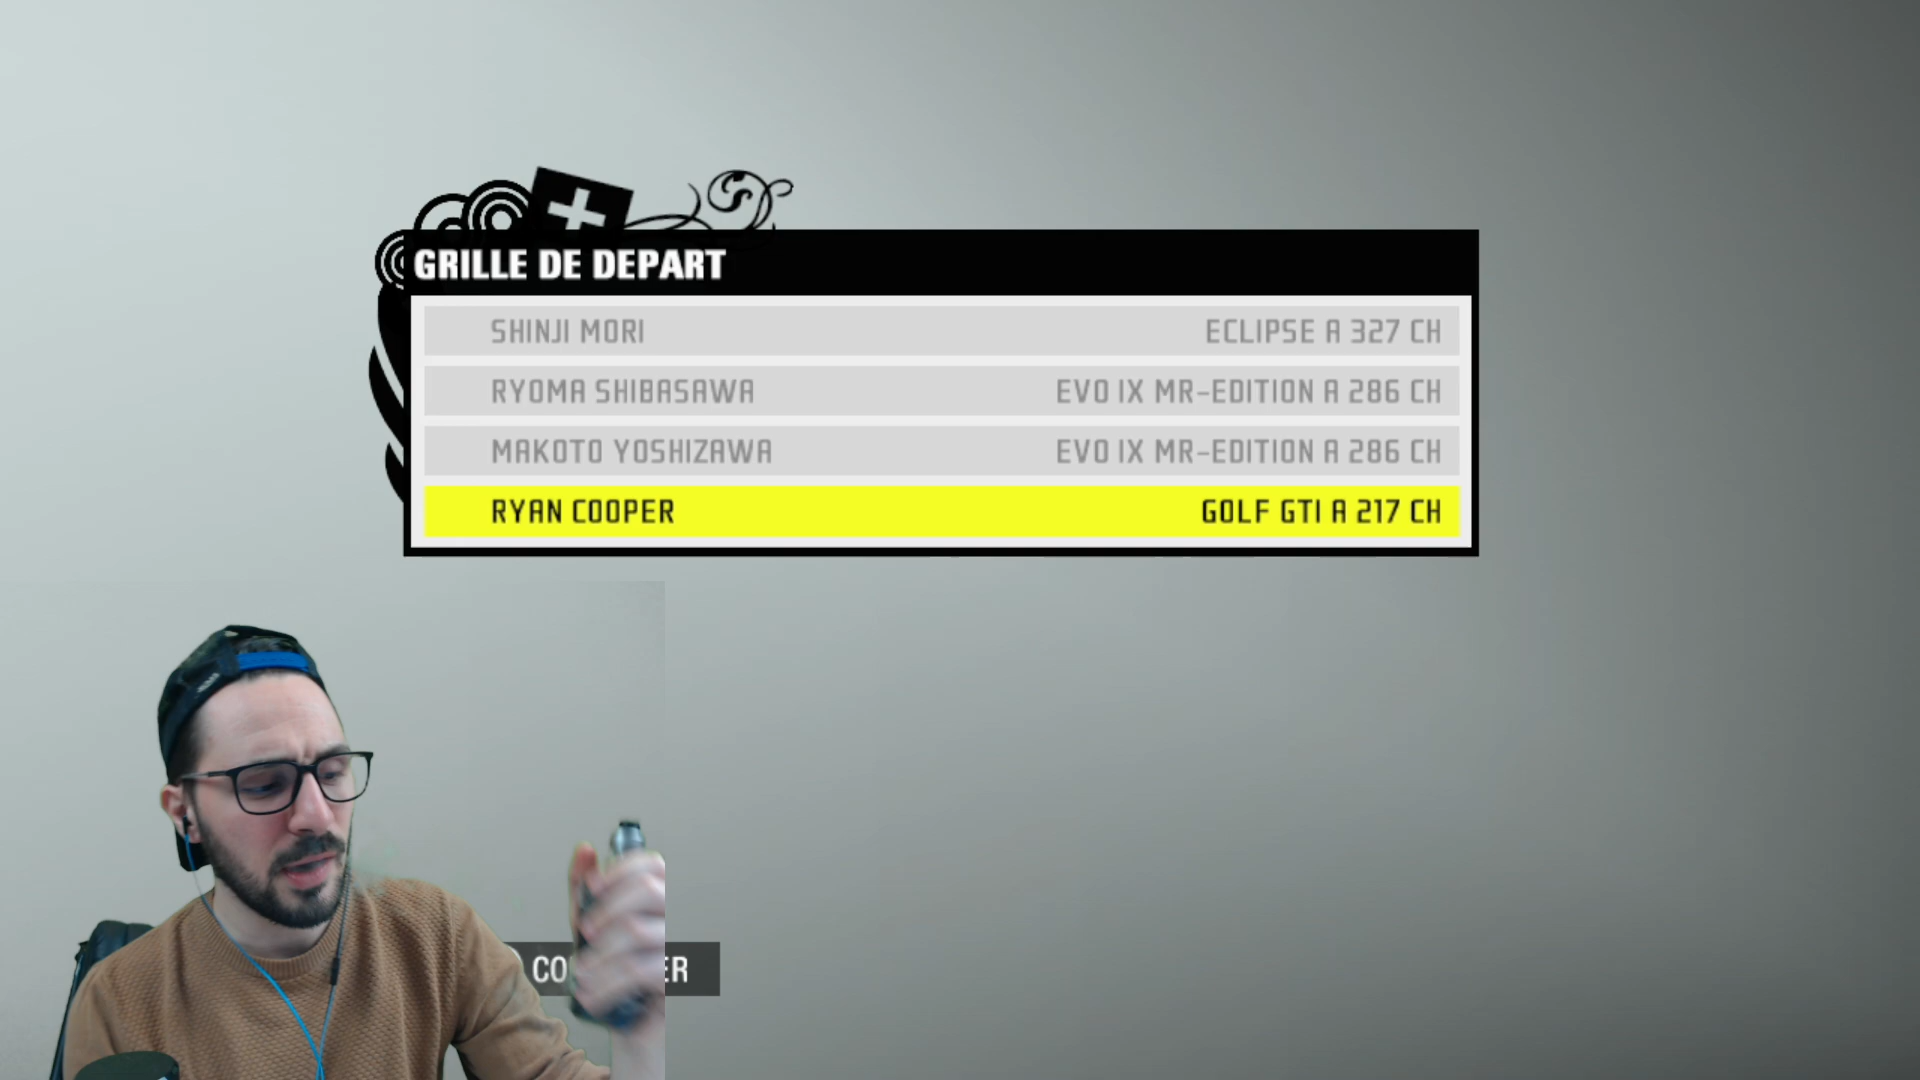 GRILLE DE DEPART
SHINJI MORI ECLIPSE A 327 CH
RYOMA SHIBASAWA EVO IX MR-EDITION A 286 CH
MAKOTO YOSHIZAWA EVO IX MR-EDITION A 286 CH
RYAN COOPER GOLF GTI A 217 CH